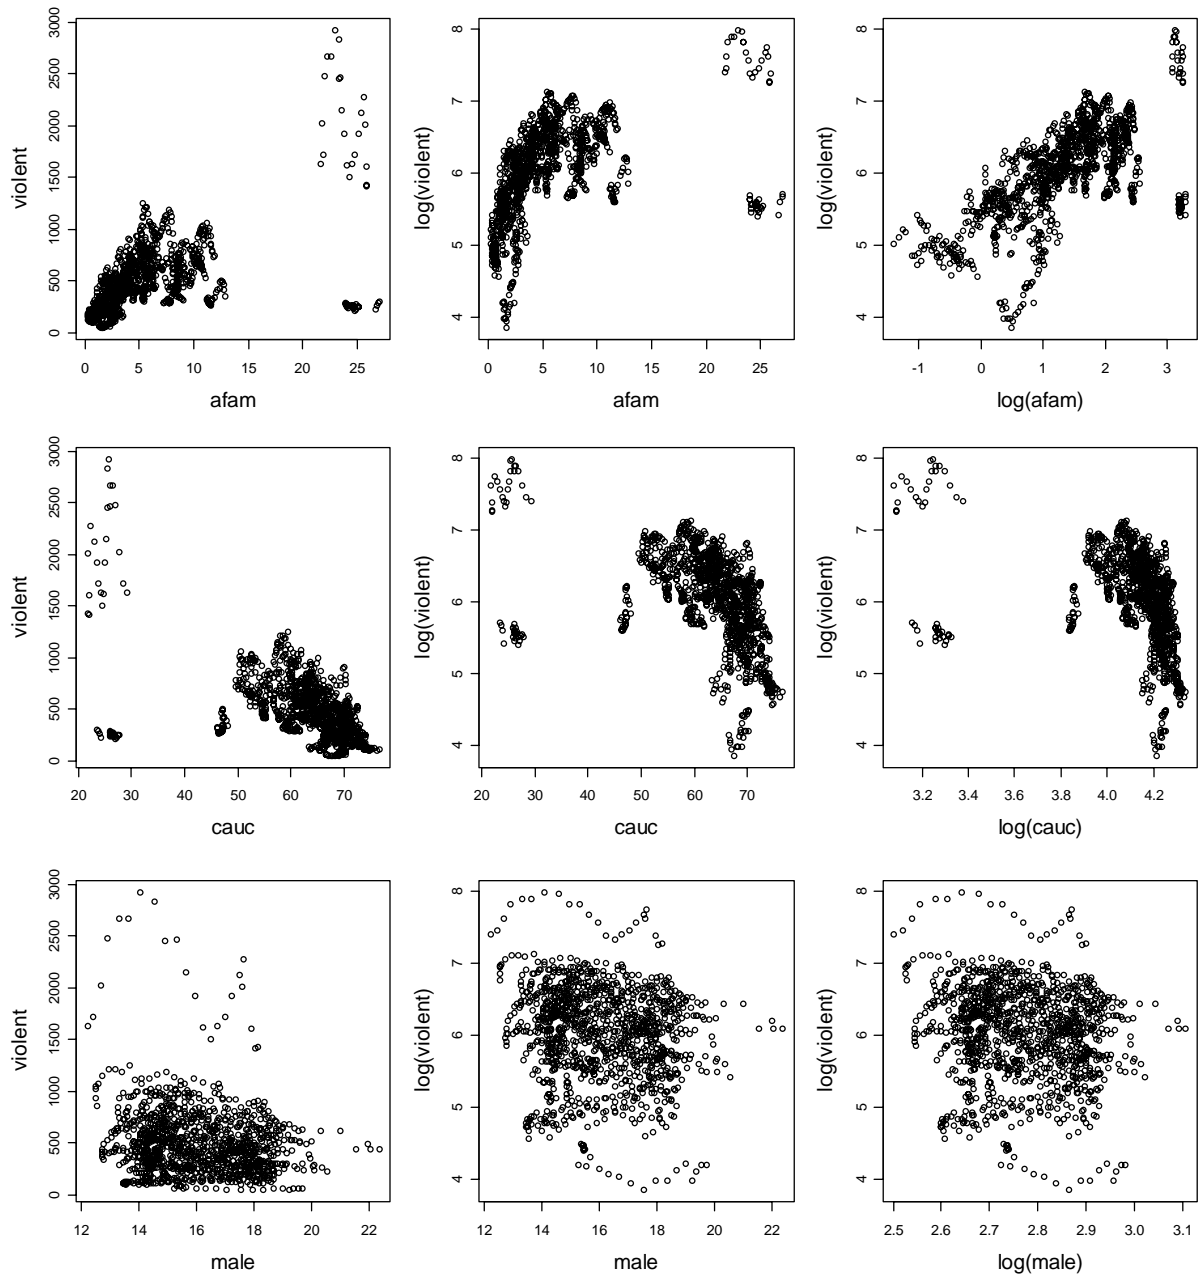 violent
0 500 1000 1500 2000 2500 3000
0 5 10 15 20 25
afam
log(violent)
4 5 6 7 8
0 5 10 15 20 25
afam
log(violent)
4 5 6 7 8
-1 0 1 2 3
log(afam)
violent
0 500 1000 1500 2000 2500 3000
20 30 40 50 60 70
cauc
log(violent)
4 5 6 7 8
20 30 40 50 60 70
cauc
log(violent)
4 5 6 7 8
3.2 3.4 3.6 3.8 4.0 4.2
log(cauc)
violent
0 500 1000 1500 2000 2500 3000
12 14 16 18 20 22
male
log(violent)
4 5 6 7 8
12 14 16 18 20 22
male
log(violent)
4 5 6 7 8
2.5 2.6 2.7 2.8 2.9 3.0 3.1
log(male)